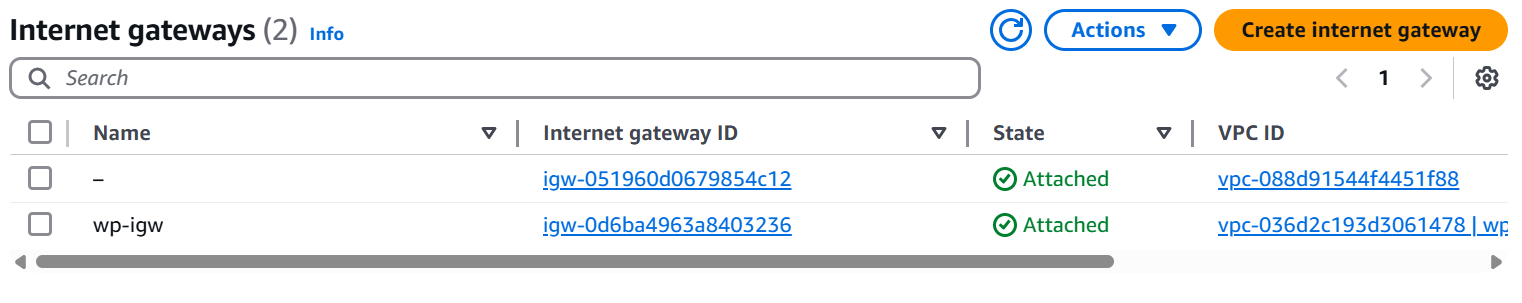 Internet gateways (2) Info
Actions
Create internet gateway
Search
1
Name Internet gateway ID State VPC ID
– igw-051960d0679854c12 Attached vpc-088d91544f4451f88
wp-igw igw-0d6ba4963a8403236 Attached vpc-036d2c193d3061478 | wp